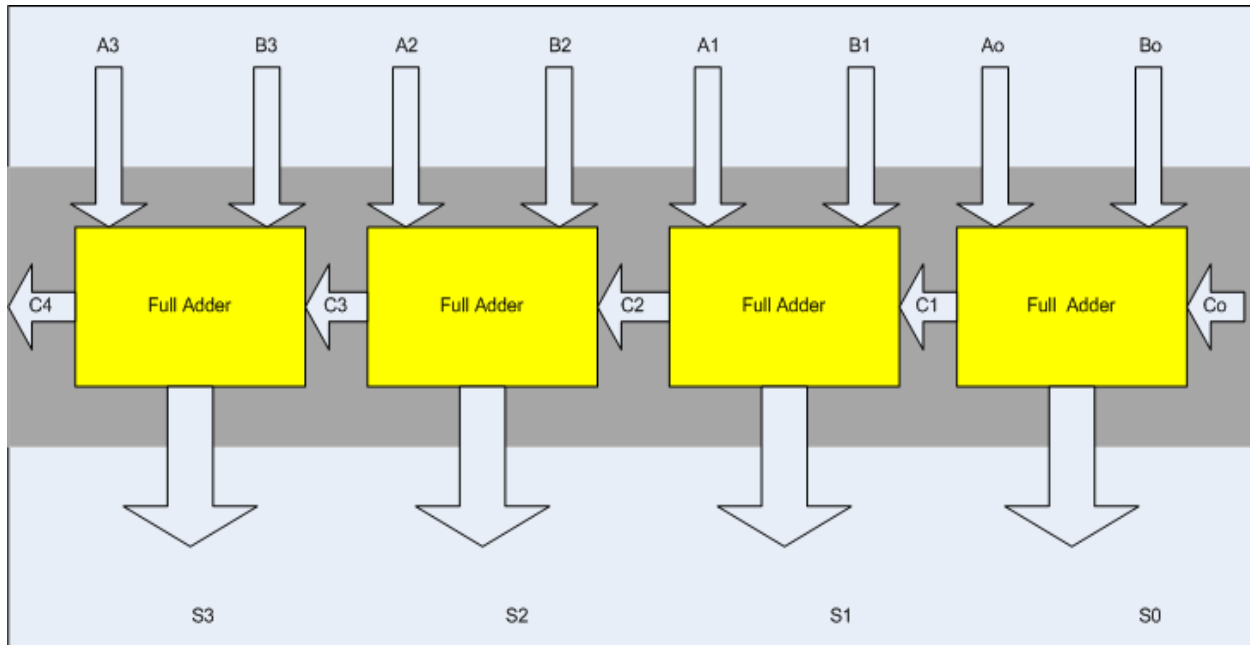 A3 B3 A2 B2 A1 B1 Ao Bo
C4 Full Adder C3 Full Adder C2 Full Adder C1 Full Adder Co
S3 S2 S1 S0